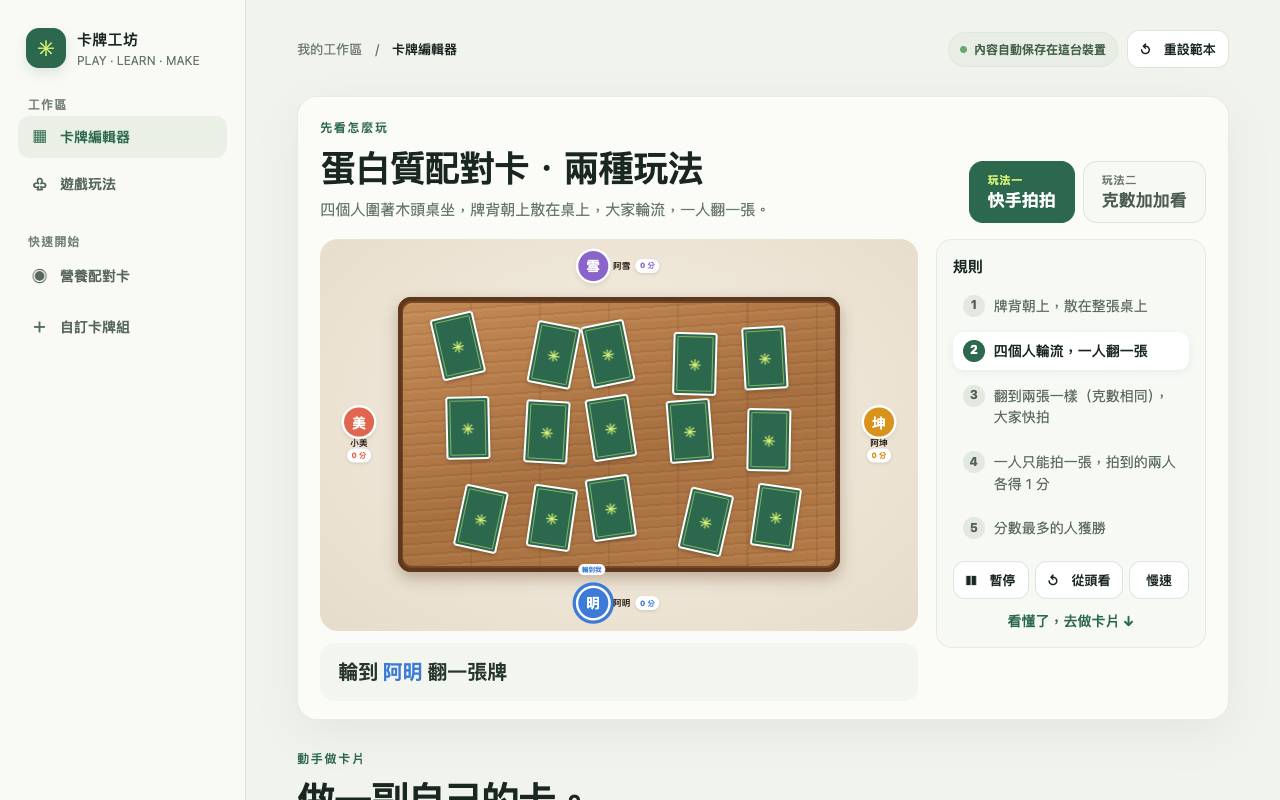 卡牌工坊
PLAY · LEARN · MAKE
工作區
卡牌編輯器
遊戲玩法
快速開始
營養配對卡
自訂卡牌組
我的工作區 / 卡牌編輯器
內容自動保存在這台裝置
重設範本
先看怎麼玩
蛋白質配對卡 · 兩種玩法
四個人圍著木頭桌坐，牌背朝上散在桌上，大家輪流，一人翻一張。
玩法一
快手拍拍
玩法二
克數加加看
雪 阿雪 0 分
美
小美
0 分
坤
阿坤
0 分
輪到我
明 阿明 0 分
輪到 阿明 翻一張牌
規則
1 牌背朝上，散在整張桌上
2 四個人輪流，一人翻一張
3 翻到兩張一樣（克數相同），
大家快拍
4 一人只能拍一張，拍到的兩人
各得 1 分
5 分數最多的人獲勝
暫停
從頭看
慢速
看懂了，去做卡片 ↓
動手做卡片
做一副自己的卡。